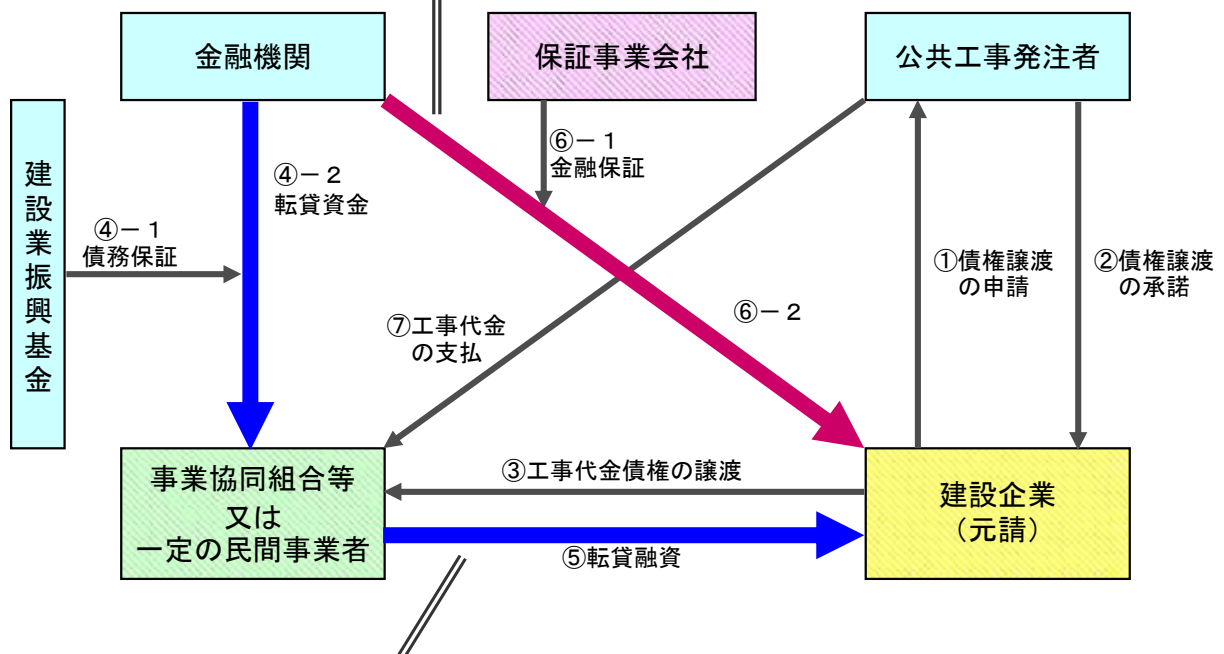 金融機関
保証事業会社
公共工事発注者
建設業振興基金
④－１
債務保証
④－２
転貸資金
⑥－１
金融保証
①債権譲渡
の申請
②債権譲渡
の承諾
⑦工事代金
の支払
⑥－２
③工事代金債権の譲渡
事業協同組合等
又は
一定の民間事業者
⑤転貸融資
建設企業
（元請）